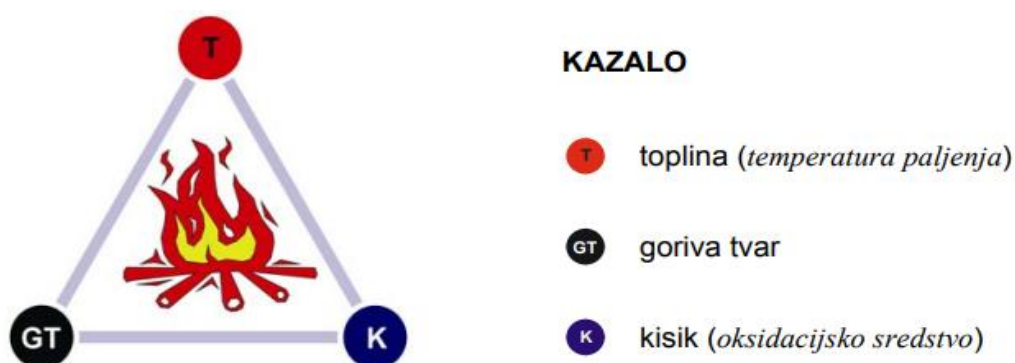 T
GT
K
KAZALO
T toplina (temperatura paljenja)
GT goriva tvar
K kisik (oksidacijsko sredstvo)